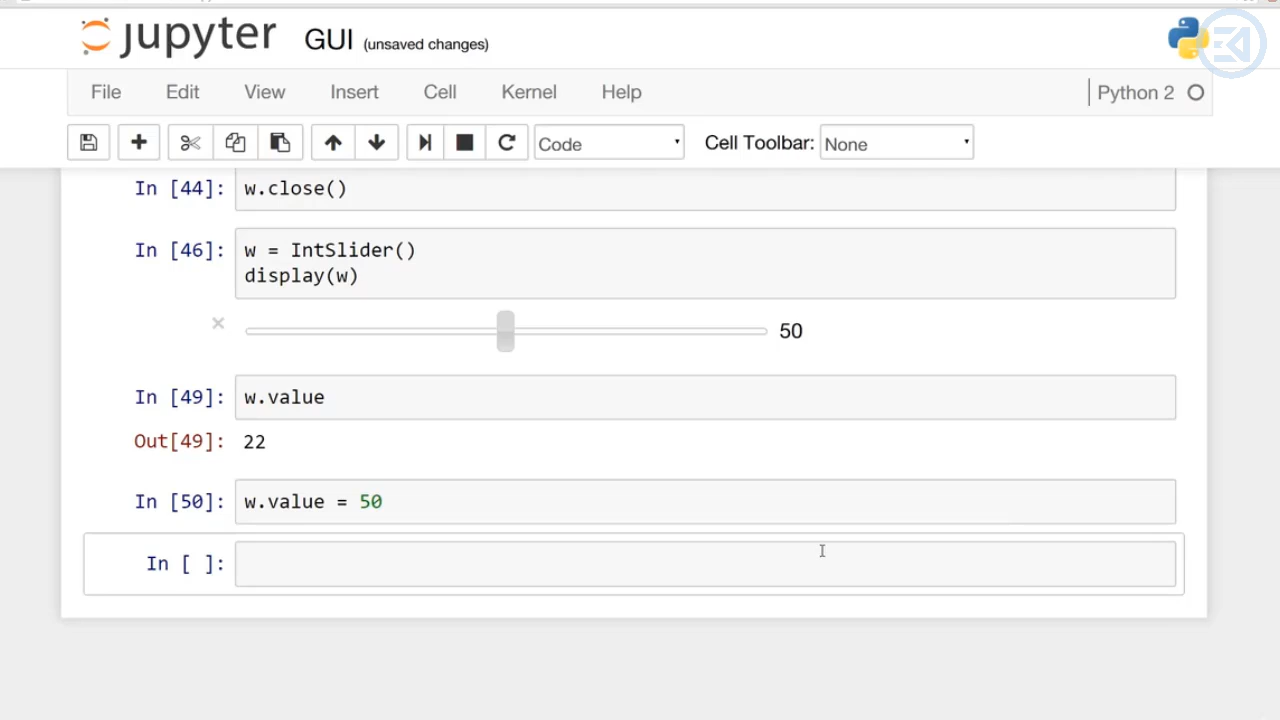 jupyter GUI (unsaved changes)
File Edit View Insert Cell Kernel Help Python 2
Code Cell Toolbar: None
In [44]: w.close()
In [46]: w = IntSlider()
display(w)
50
In [49]: w.value
Out[49]: 22
In [50]: w.value = 50
In [ ]: